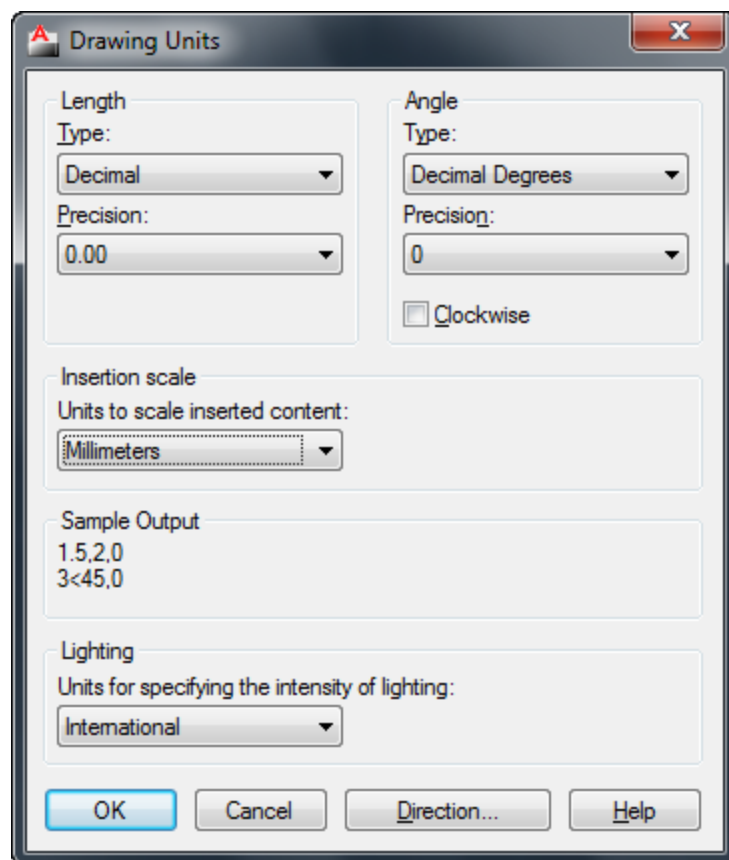 Drawing Units
Length
Type:
Decimal
Precision:
0.00
Angle
Type:
Decimal Degrees
Precision:
0
Clockwise
Insertion scale
Units to scale inserted content:
Millimeters
Sample Output
1.5,2,0
3<45,0
Lighting
Units for specifying the intensity of lighting:
International
OK Cancel Direction... Help